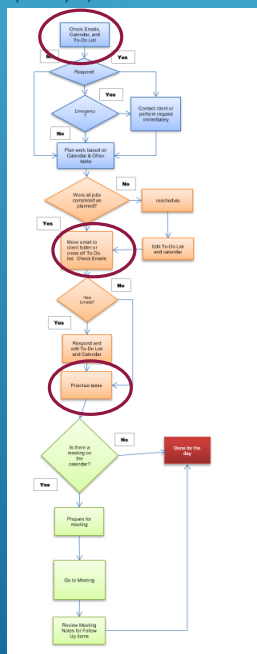 Check Emails,
Calendar, and
To-Do List
No
Yes
Respond
Yes
Emergency
?
Contact client or
perform request
immediately
No
Plan work based on
Calendar & Other
tasks
No
Were all jobs
completed as
planned?
reschedule
Yes
Move email to
client folder or
cross off To-Do
list. Check Emails
Edit To-Do List
and calendar
No
New
Emails?
Yes
Respond and
edit To-Do List
and Calendar
Prioritize tasks
No
Is there a
meeting on
the
calendar?
Done for the
day
Yes
Prepare for
meeting
Go to Meeting
Review Meeting
Notes for Follow
Up items